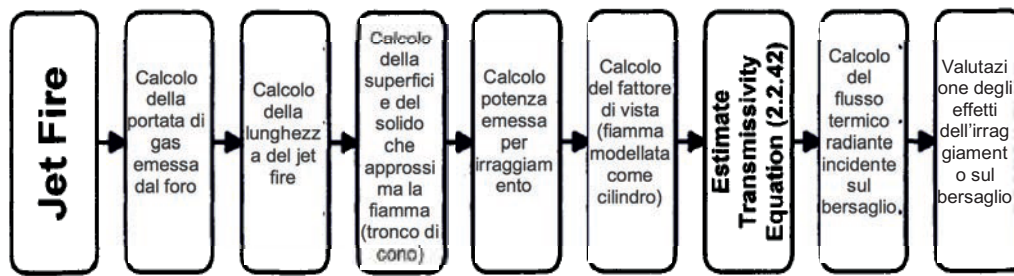 Jet Fire
Calcolo
della
portata di
gas
emessa
dal foro
Calcolo
della
lunghezz
a del jet
fire
Calcolo
della
superfici
e del
solido
che
approssi
ma la
fiamma
(tronco di
cono)
Calcolo
potenza
emessa
per
irraggiam
ento
Calcolo
del fattore
di vista
(fiamma
modellata
come
cilindro)
Estimate
Transmissivity
Equation (2.2.42)
Calcolo
del
flusso
termico
radiante
incidente
sul
bersaglio
Valutazi
one degli
effetti
dell'irrag
giament
o sul
bersaglio